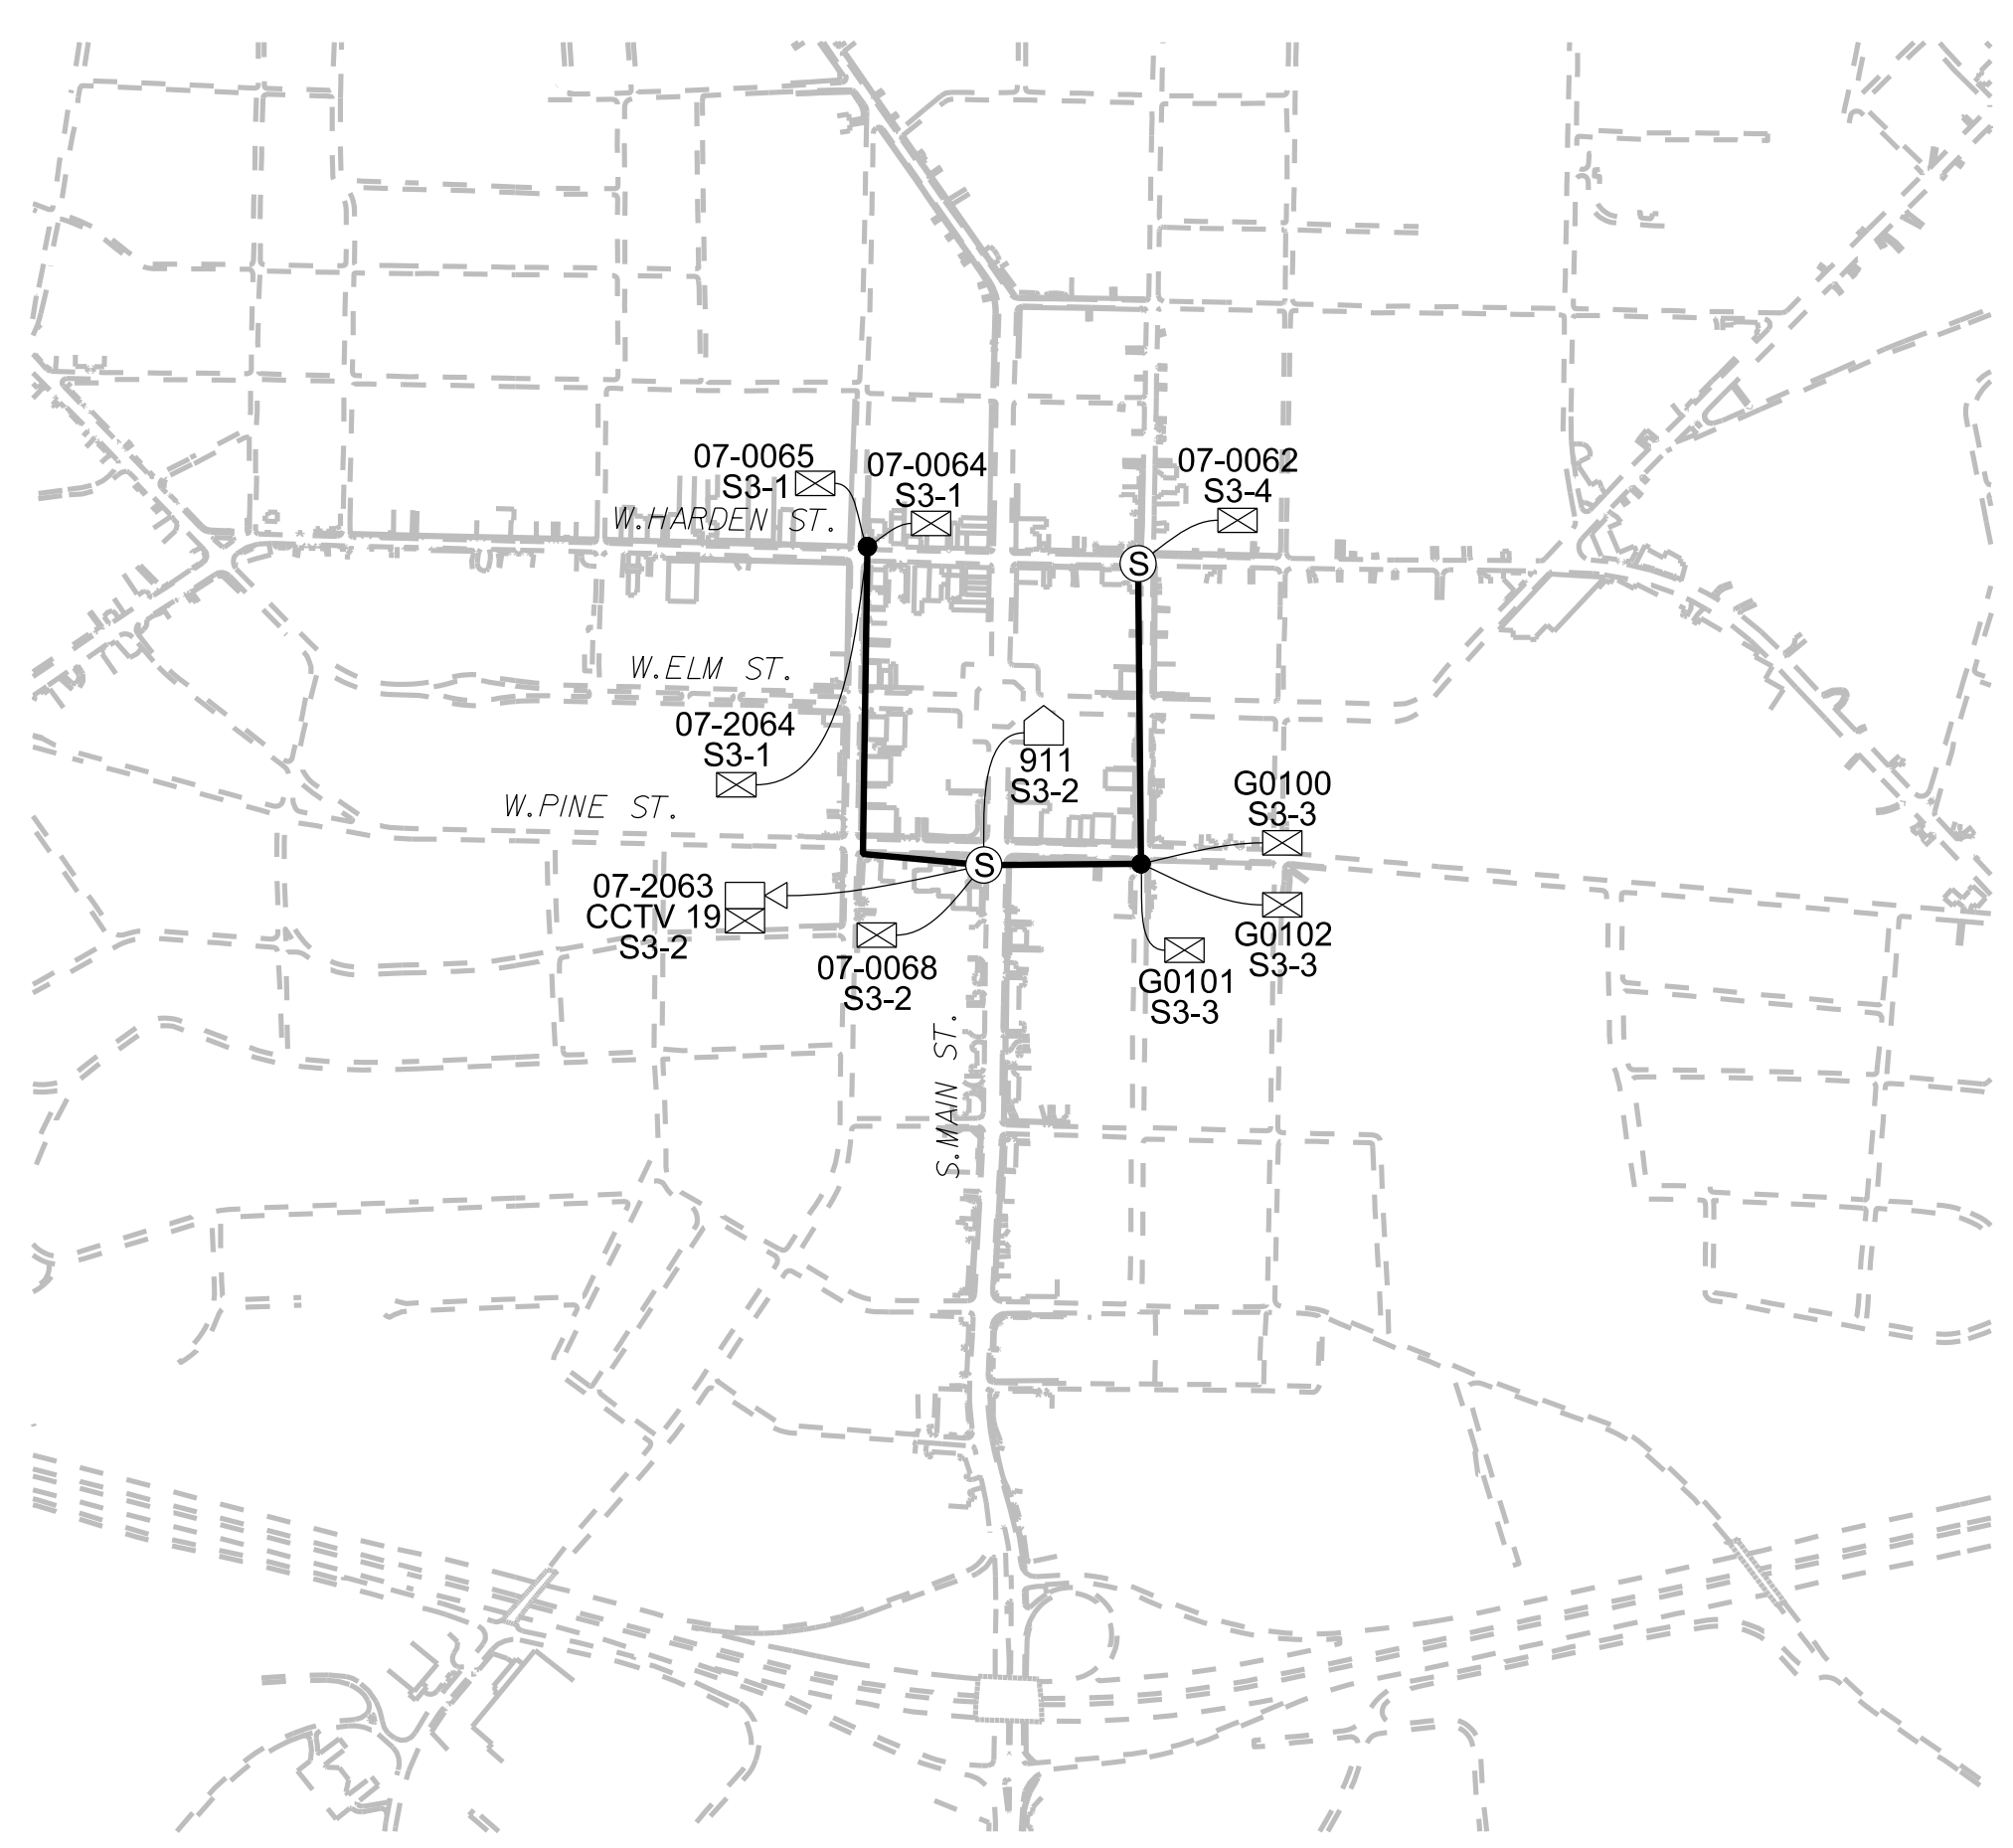 07-0065
S3-1
07-0064
S3-1
07-0062
S3-4
W.HARDEN ST.
S
W.ELM ST.
07-2064
S3-1
911
S3-2
W.PINE ST.
G0100
S3-3
S
07-2063
CCTV 19
S3-2
07-0068
S3-2
G0102
S3-3
G0101
S3-3
S.MAIN ST.